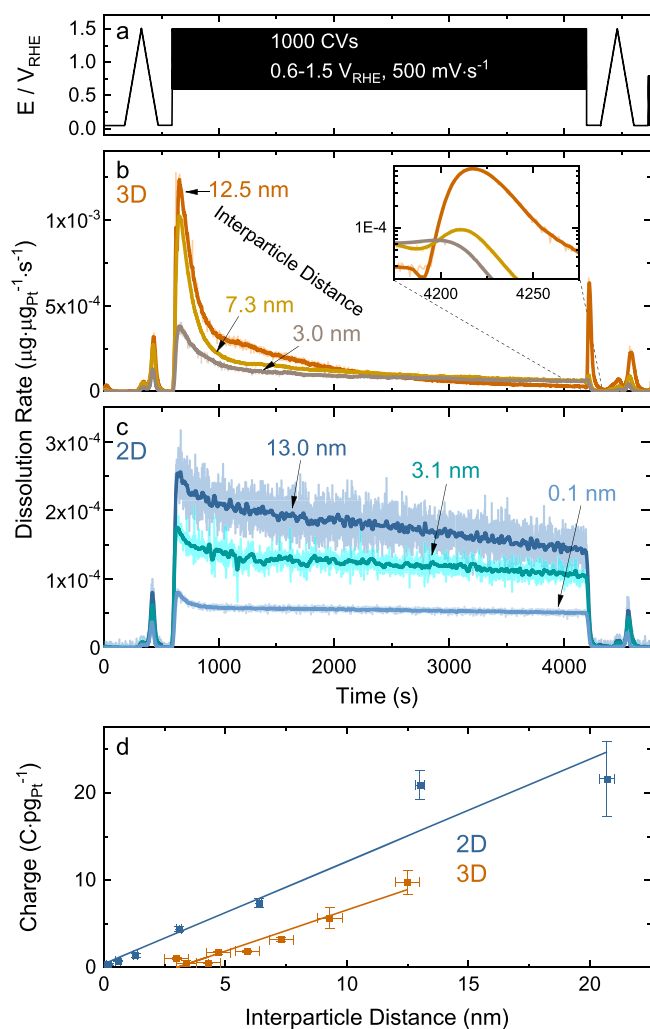 a
1000 CVs
0.6-1.5 V_RHE, 500 mV·s⁻¹
E / V_RHE
1.5
1.0
0.5
0.0
b
3D
12.5 nm
Interparticle Distance
7.3 nm
3.0 nm
1E-4
4200 4250
1x10⁻³
5x10⁻⁴
0
Dissolution Rate (µg·µg_Pt⁻¹·s⁻¹)
c
2D
13.0 nm
3.1 nm
0.1 nm
3x10⁻⁴
2x10⁻⁴
1x10⁻⁴
0
0 1000 2000 3000 4000
Time (s)
d
2D
3D
Charge (C·pg_Pt⁻¹)
20
10
0
0 5 10 15 20
Interparticle Distance (nm)